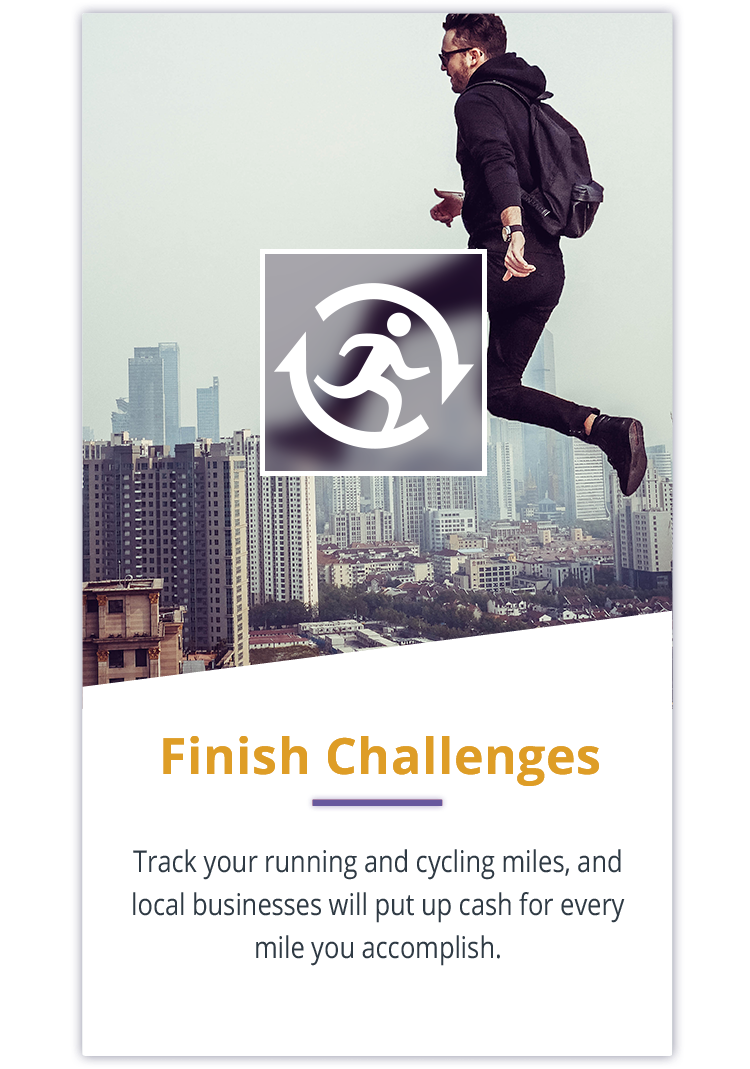 Finish Challenges
Track your running and cycling miles, and
local businesses will put up cash for every
mile you accomplish.